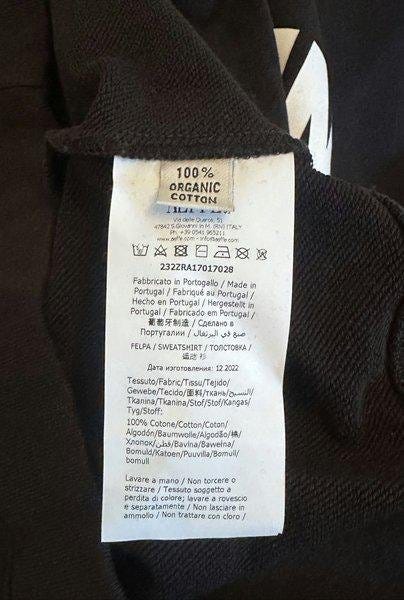 100%
ORGANIC
COTTON
Via delle Querce, 51
47842 S.Giovanni in M. (RN) ITALY
Ph. +39 0541 965211
www.aeffe.com - info@aeffe.com
232ZRA17017028
Fabbricato in Portogallo / Made in
Portugal / Fabriqué au Portugal /
Hecho en Portugal / Hergestellt in
Portugal / Fabricado em Portugal /
葡萄牙制造 / Сделано в
Португалии / صنع في البرتغال
FELPA / SWEATSHIRT / ТОЛСТОВКА /
运动 衫
Дата изготовления: 12 2022
Tessuto/Fabric/Tissu/Tejido/
Gewebe/Tecido/面料/ткань/النسيج/
Tkanina/Tkanina/Stof/Stof/Kangas/
Tyg/Stoff:
100% Cotone/Cotton/Coton/
Algodón/Baumwolle/Algodão/棉/
Хлопок/قطن/Bavlna/Bawełna/
Bomuld/Katoen/Puuvilla/Bomull/
bomull
Lavare a mano / Non torcere o
strizzare / Tessuto soggetto a
perdita di colore; lavare a rovescio
e separatamente / Non lasciare in
ammollo / Non trattare con cloro /